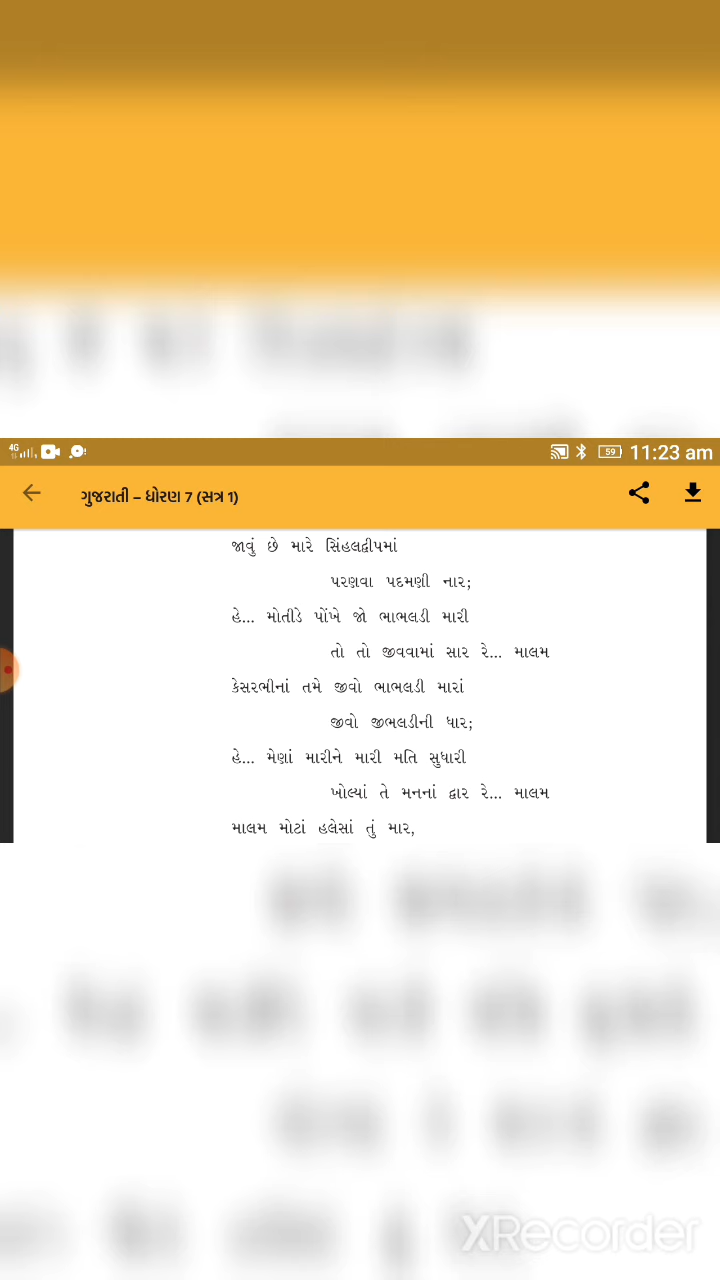 4G
59 11:23 am
ગુજરાતી – ધોરણ 7 (સત્ર 1)
જાવું છે મારે સિંહલદ્વીપમાં
પરણવા પદમણી નાર;
હે... મોતીડે પોંખે જો ભાભલડી મારી
તો તો જીવવામાં સાર રે... માલમ
કેસરભીનાં તમે જીવો ભાભલડી મારાં
જીવો જીભલડીની ધાર;
હે... મેણાં મારીને મારી મતિ સુધારી
ખોલ્યાં તે મનનાં દ્વાર રે... માલમ
માલમ મોટાં હલેસાં તું માર,
XRecorder